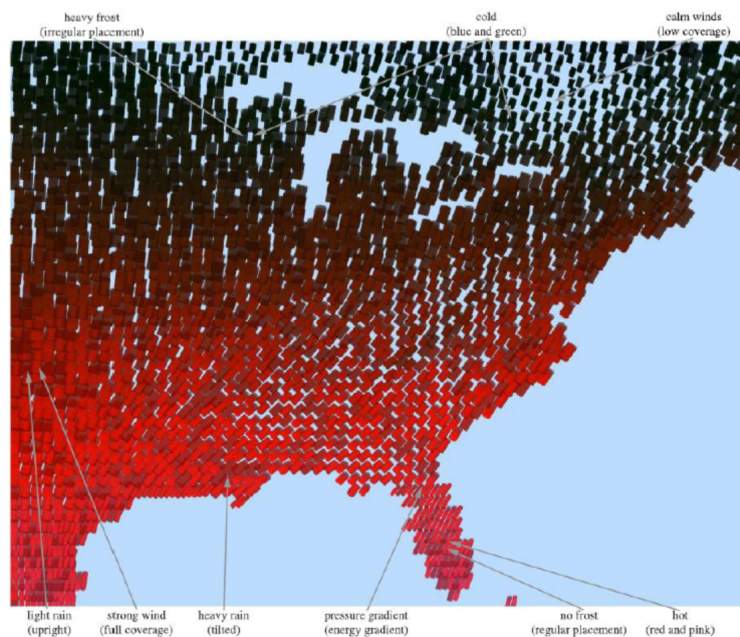 heavy frost
(irregular placement)
cold
(blue and green)
calm winds
(low coverage)
light rain
(upright)
strong wind
(full coverage)
heavy rain
(tilted)
pressure gradient
(energy gradient)
no frost
(regular placement)
hot
(red and pink)